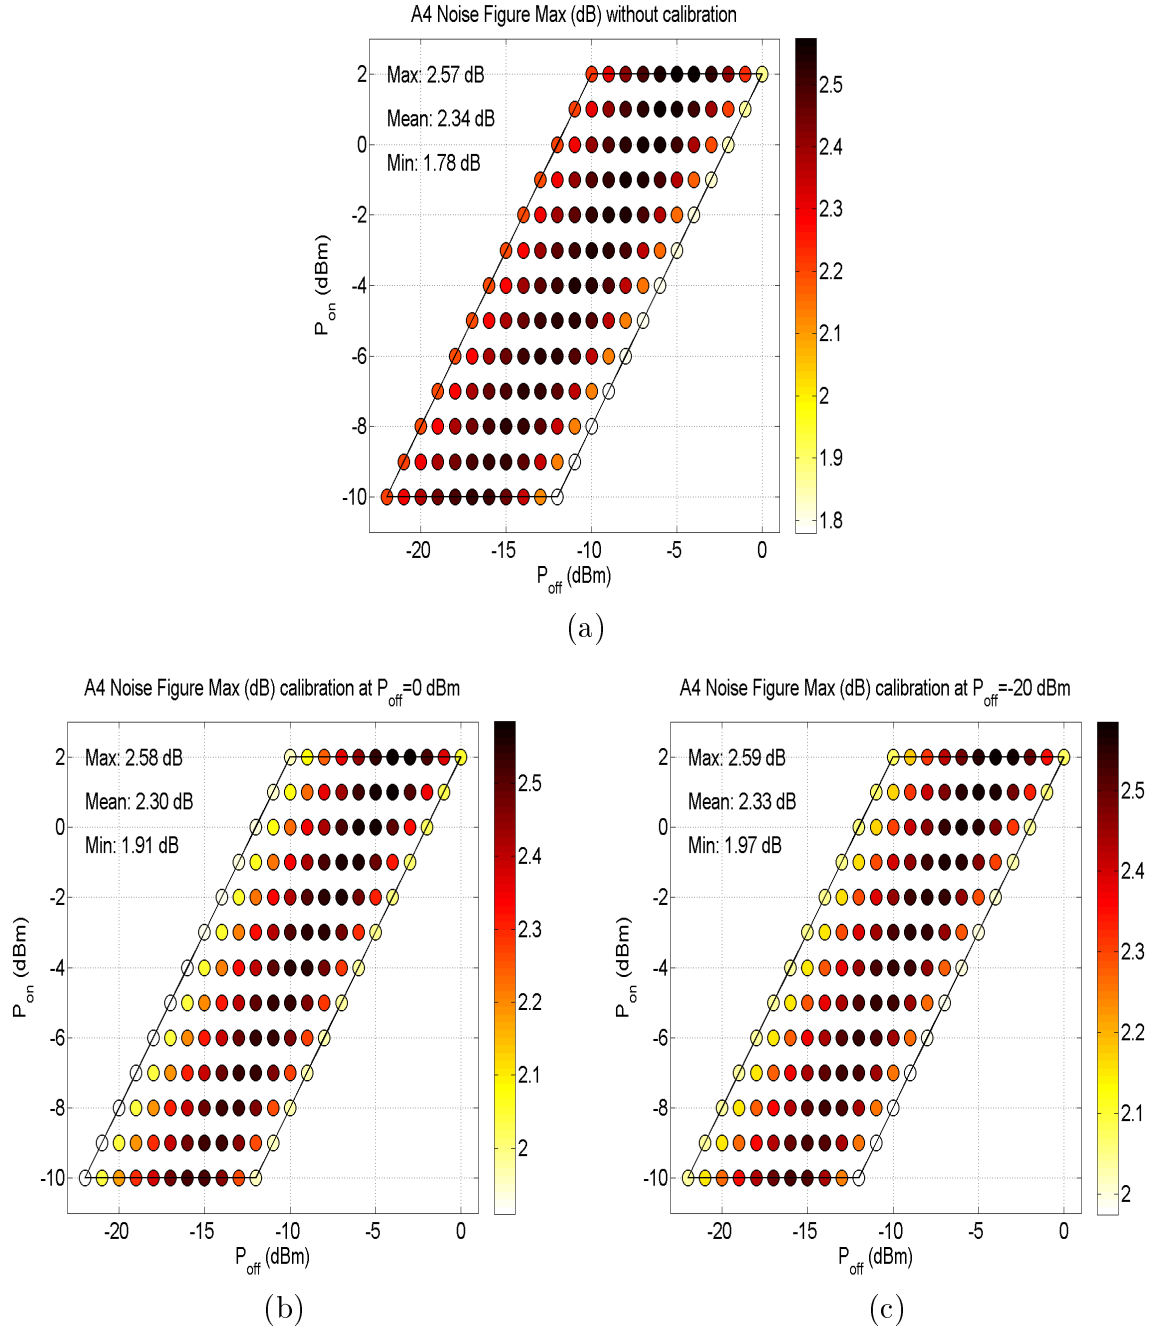 A4 Noise Figure Max (dB) without calibration
Max: 2.57 dB
Mean: 2.34 dB
Min: 1.78 dB
2
0
-2
-4
-6
-8
-10
P_on (dBm)
-20 -15 -10 -5 0
P_off (dBm)
2.5
2.4
2.3
2.2
2.1
2
1.9
1.8
(a)
A4 Noise Figure Max (dB) calibration at P_off=0 dBm
Max: 2.58 dB
Mean: 2.30 dB
Min: 1.91 dB
2
0
-2
-4
-6
-8
-10
P_on (dBm)
-20 -15 -10 -5 0
P_off (dBm)
2.5
2.4
2.3
2.2
2.1
2
(b)
A4 Noise Figure Max (dB) calibration at P_off=-20 dBm
Max: 2.59 dB
Mean: 2.33 dB
Min: 1.97 dB
2
0
-2
-4
-6
-8
-10
P_on (dBm)
-20 -15 -10 -5 0
P_off (dBm)
2.5
2.4
2.3
2.2
2.1
2
(c)